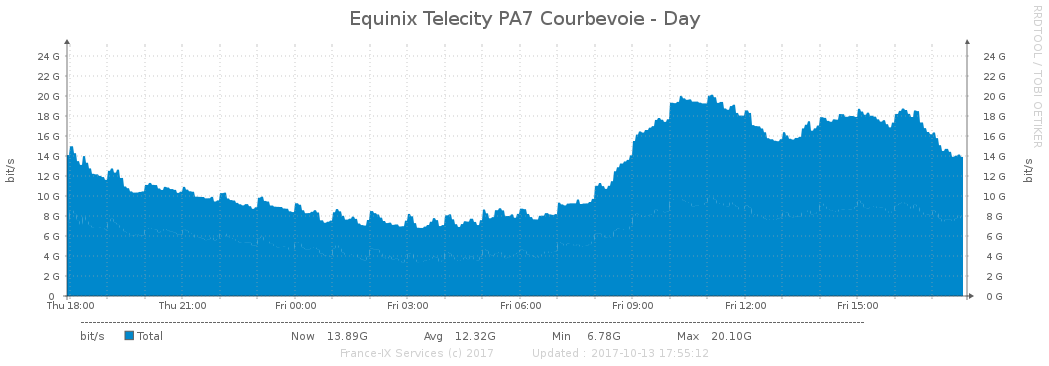 Equinix Telecity PA7 Courbevoie - Day
RRDTOOL / TOBI OETIKER
24 G 24 G
22 G 22 G
20 G 20 G
18 G 18 G
16 G 16 G
14 G 14 G
12 G 12 G
10 G 10 G
8 G 8 G
6 G 6 G
4 G 4 G
2 G 2 G
0 0 G
bit/s
bit/s
Thu 18:00 Thu 21:00 Fri 00:00 Fri 03:00 Fri 06:00 Fri 09:00 Fri 12:00 Fri 15:00
bit/s Total Now 13.89G Avg 12.32G Min 6.78G Max 20.10G
France-IX Services (c) 2017 Updated : 2017-10-13 17:55:12